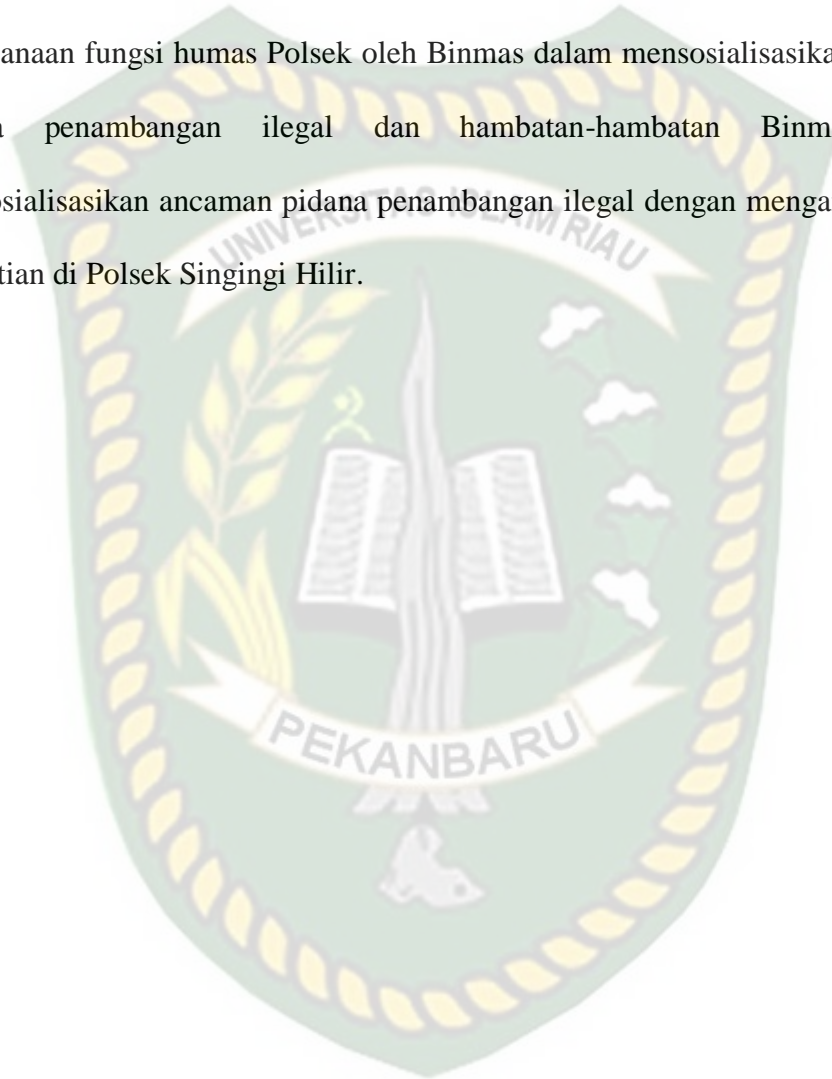 anaan fungsi humas Polsek oleh Binmas dalam mensosialisasika
penambangan ilegal dan hambatan-hambatan Binm
osialisasikan ancaman pidana penambangan ilegal dengan menga
tian di Polsek Singingi Hilir.
UNIVERSITAS ISLAM RIAU
PEKANBARU